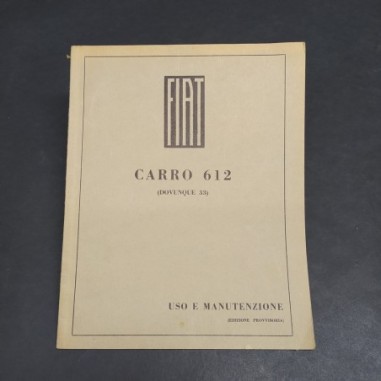 FIAT
CARRO 612
(DOVUNQUE 33)
USO E MANUTENZIONE
(EDIZIONE PROVVISORIA)